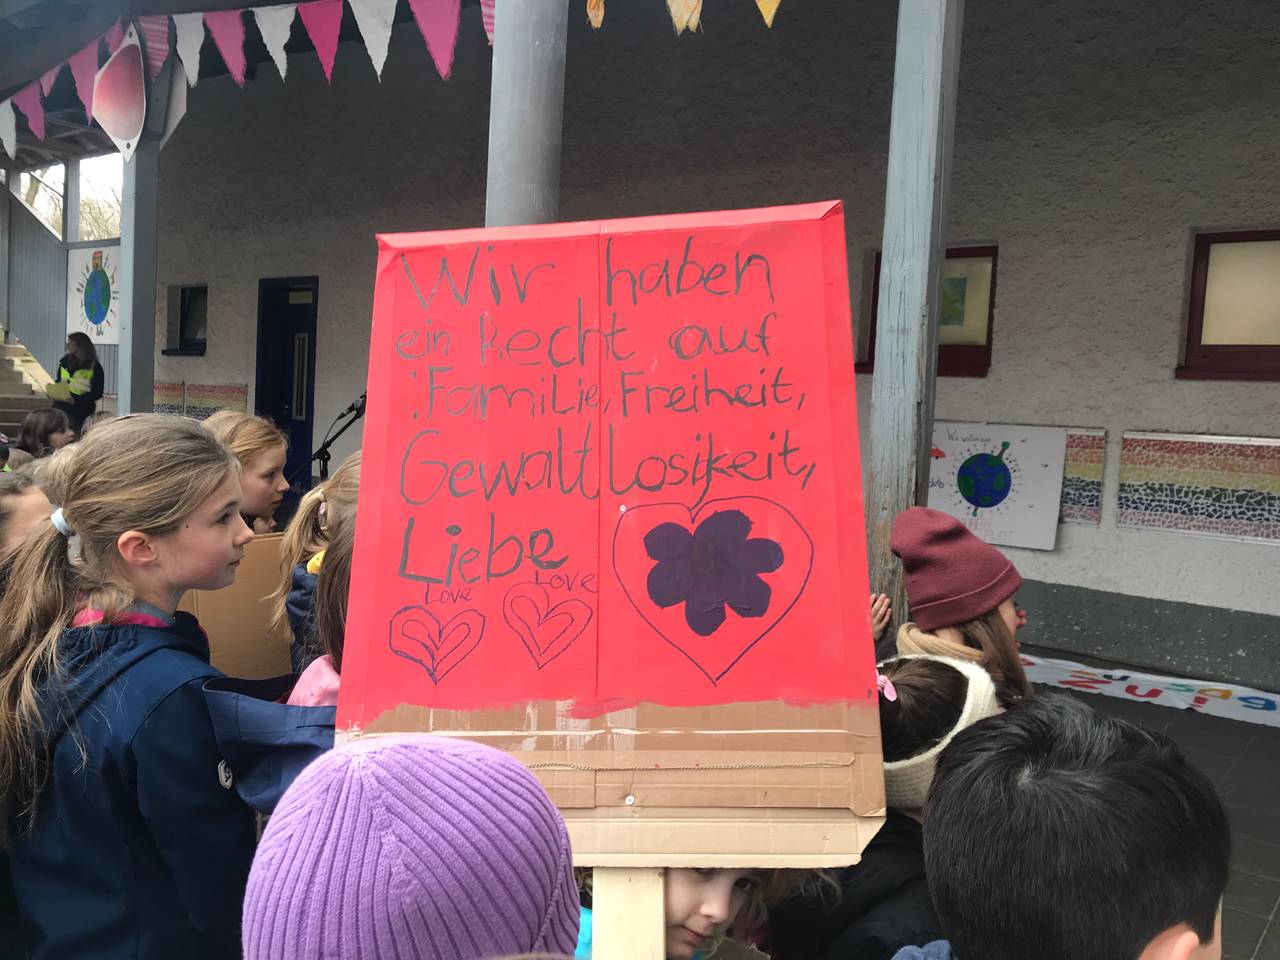 Wir haben
ein Recht auf
:Familie, Freiheit,
Gewaltlosikeit,
Liebe
Love
Love